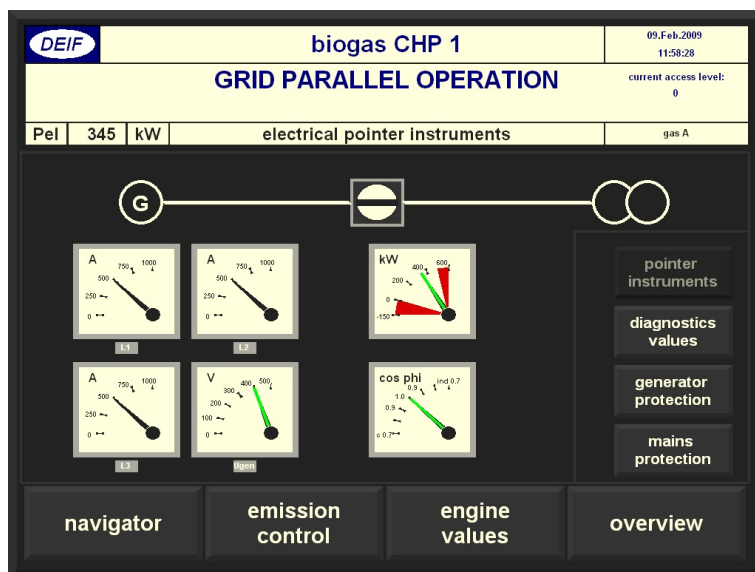 DEIF
biogas CHP 1
09.Feb.2009
11:58:28
GRID PARALLEL OPERATION
current access level:
0
Pel 345 kW electrical pointer instruments gas A
G
A
0
250
500
750
1000
L1
A
0
250
500
750
1000
L2
kW
-150
0
200
400
600
pointer
instruments
diagnostics
values
A
0
250
500
750
1000
L3
V
0
100
200
300
400
500
Ugen
cos phi
c 0.7
0.9
1.0
0.9
ind 0.7
generator
protection
mains
protection
navigator
emission
control
engine
values
overview